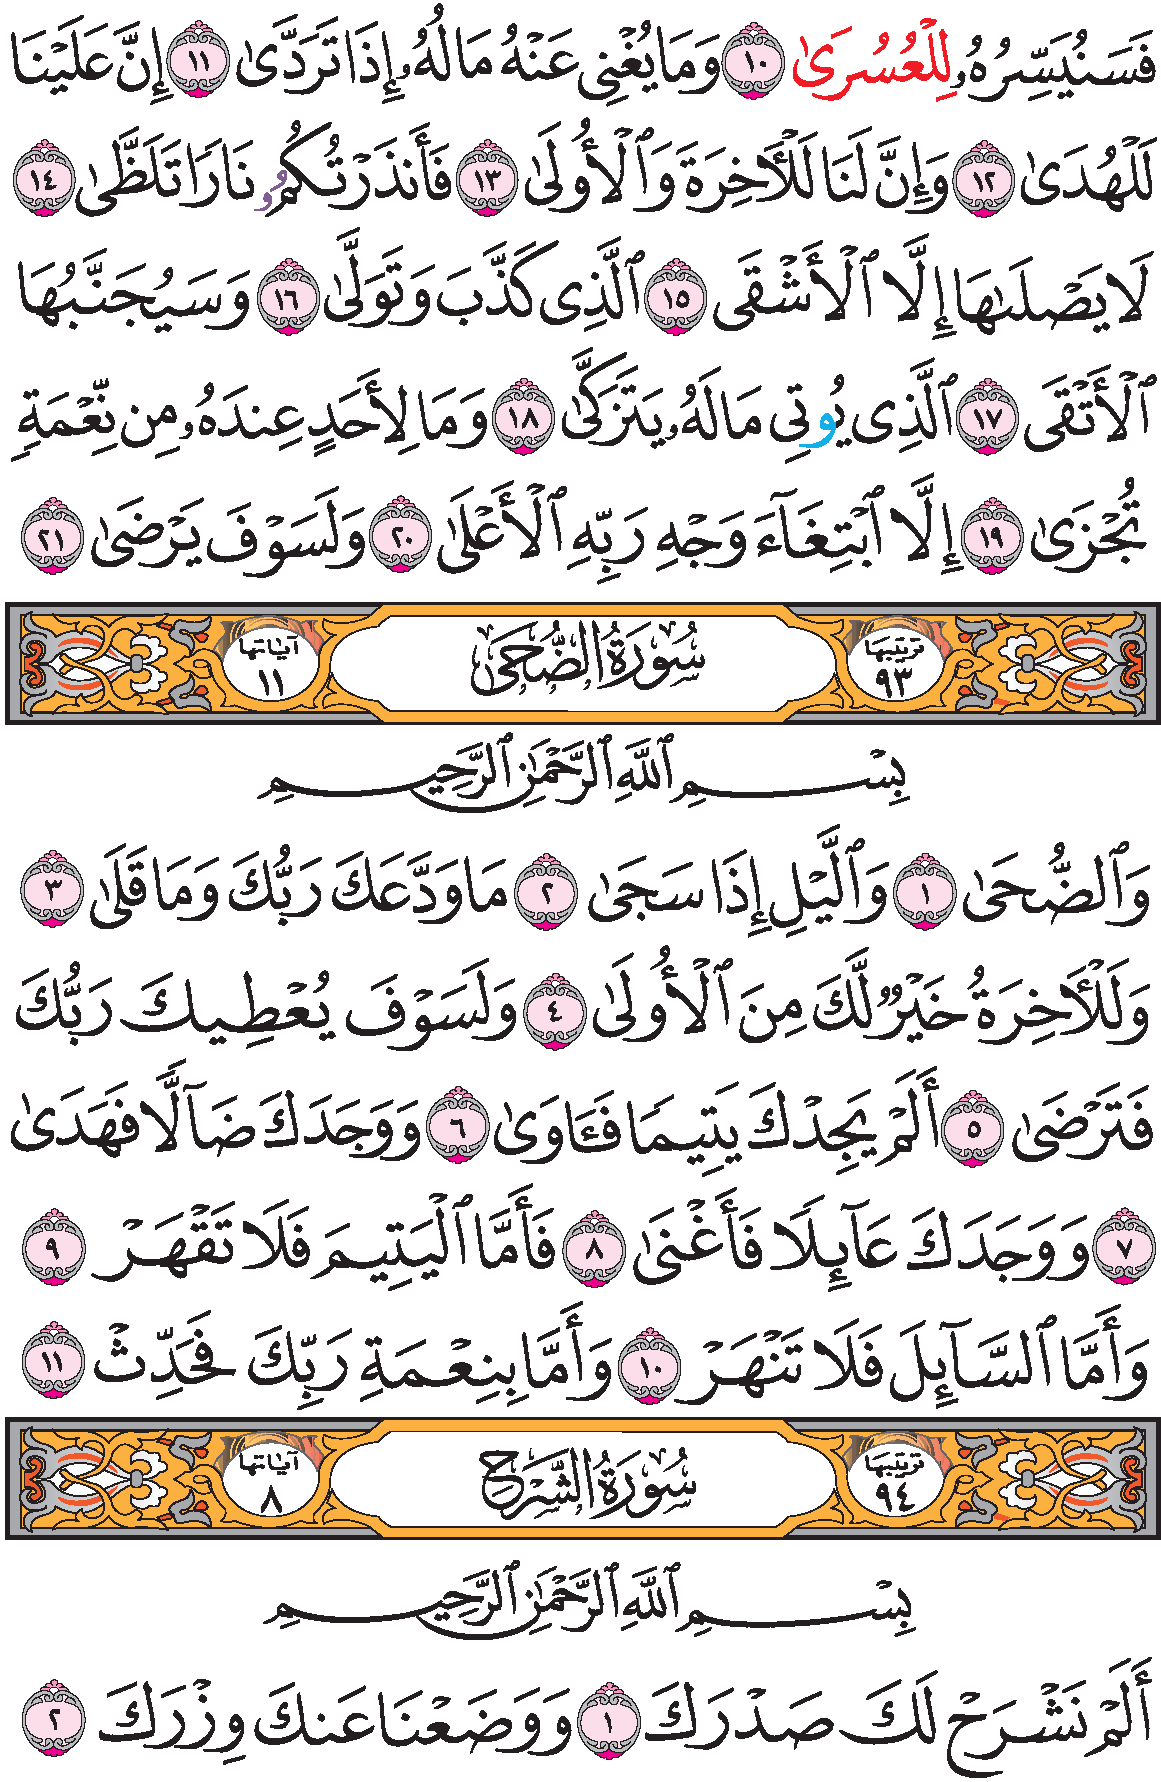 فَسَنُيَسِّرُهُۥ لِلْعُسُرَىٰ ١٠ وَمَا يُغْنِى عَنْهُ مَالُهُۥٓ إِذَا تَرَدَّىٰٓ ١١ إِنَّ عَلَيْنَا
لَلْهُدَىٰ ١٢ وَإِنَّ لَنَا لَلْأَخِرَةَ وَٱلْأُولَىٰ ١٣ فَأَنذَرْتُكُمُۥ نَارًا تَلَظَّىٰ ١٤
لَا يَصْلَىٰهَا إِلَّا ٱلْأَشْقَى ١٥ ٱلَّذِى كَذَّبَ وَتَوَلَّىٰ ١٦ وَسَيُجَنَّبُهَا
ٱلْأَتْقَى ١٧ ٱلَّذِى يُوتِى مَالَهُۥ يَتَزَكَّىٰ ١٨ وَمَا لِأَحَدٍ عِندَهُۥ مِن نِّعْمَةٍ
تُجْزَىٰٓ ١٩ إِلَّا ٱبْتِغَآءَ وَجْهِ رَبِّهِ ٱلْأَعْلَىٰ ٢٠ وَلَسَوْفَ يَرْضَىٰ ٢١
ترتيبها ٩٣ سُورَةُ الضُّحَىٰ آياتها ١١
بِسْمِ ٱللَّهِ ٱلرَّحْمَٰنِ ٱلرَّحِيمِ
وَٱلضُّحَىٰ ١ وَٱلَّيْلِ إِذَا سَجَىٰ ٢ مَا وَدَّعَكَ رَبُّكَ وَمَا قَلَىٰ ٣
وَلَلْأَخِرَةُ خَيْرٌ لَّكَ مِنَ ٱلْأُولَىٰ ٤ وَلَسَوْفَ يُعْطِيكَ رَبُّكَ
فَتَرْضَىٰٓ ٥ أَلَمْ يَجِدْكَ يَتِيمًا فَـَٔاوَىٰ ٦ وَوَجَدَكَ ضَآلًّا فَهَدَىٰ
٧ وَوَجَدَكَ عَآئِلًا فَأَغْنَىٰ ٨ فَأَمَّا ٱلْيَتِيمَ فَلَا تَقْهَرْ ٩
وَأَمَّا ٱلسَّآئِلَ فَلَا تَنْهَرْ ١٠ وَأَمَّا بِنِعْمَةِ رَبِّكَ فَحَدِّثْ ١١
ترتيبها ٩٤ سُورَةُ الشَّرْحِ آياتها ٨
بِسْمِ ٱللَّهِ ٱلرَّحْمَٰنِ ٱلرَّحِيمِ
أَلَمْ نَشْرَحْ لَكَ صَدْرَكَ ١ وَوَضَعْنَا عَنكَ وِزْرَكَ ٢